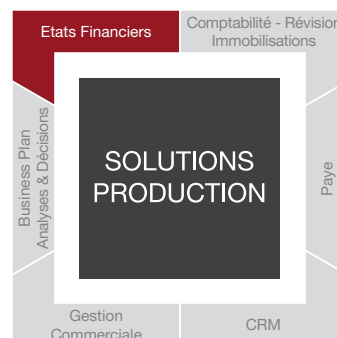 Etats Financiers
Comptabilité - Révision
Immobilisations
Business Plan
Analyses & Décisions
SOLUTIONS
PRODUCTION
Paye
Gestion
Commerciale
CRM